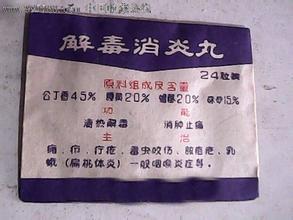 解毒消炎丸
24粒装
原料组成及含量
公丁香45% 20% 20% 15%
功能
清热解毒 消肿止痛
主治
痈、疖、疔疮、毒虫咬伤、脓疱疮、乳
蛾(扁桃体炎)一般咽喉炎症等。